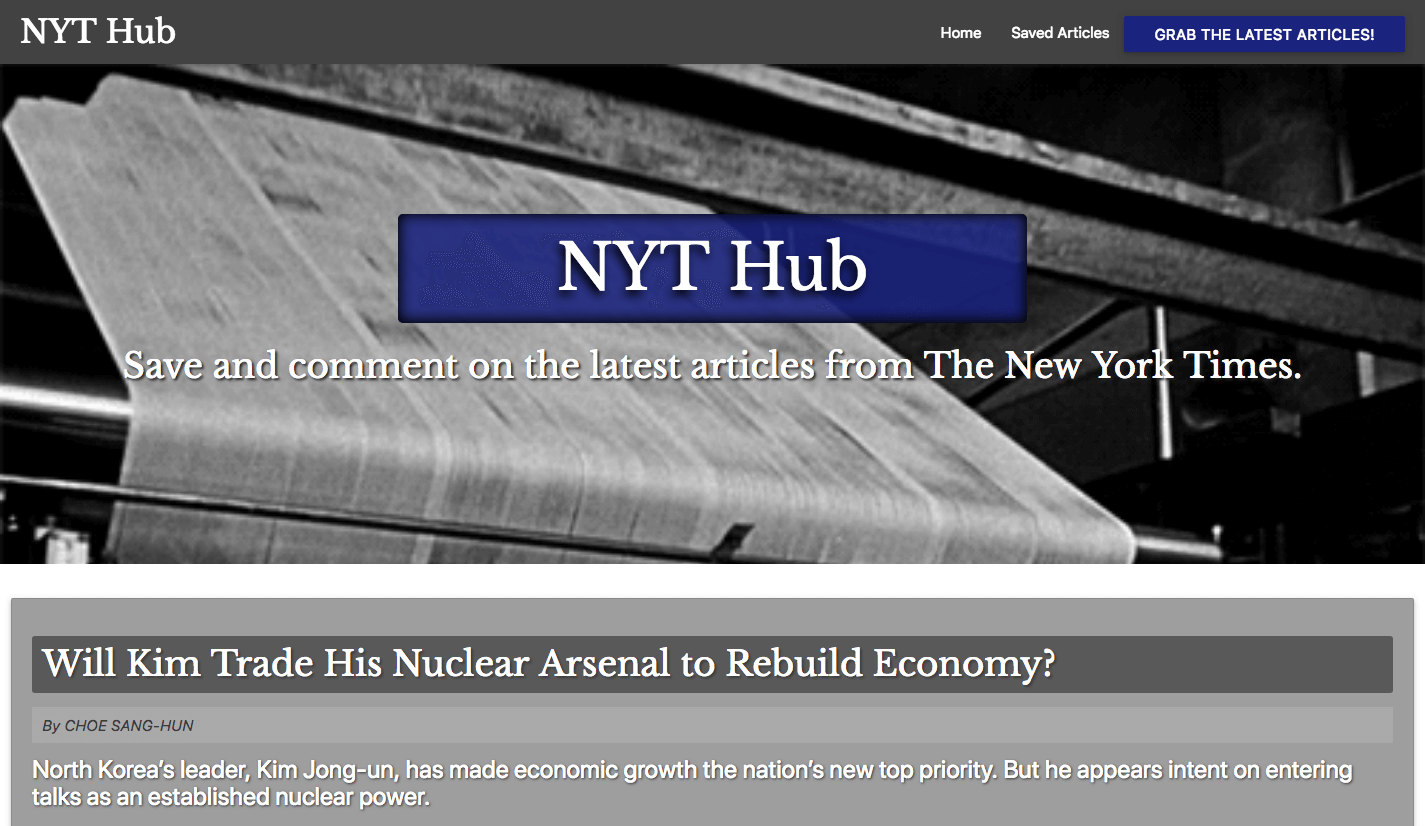 NYT Hub
Home
Saved Articles
GRAB THE LATEST ARTICLES!
NYT Hub
Save and comment on the latest articles from The New York Times.
Will Kim Trade His Nuclear Arsenal to Rebuild Economy?
By CHOE SANG-HUN
North Korea’s leader, Kim Jong-un, has made economic growth the nation’s new top priority. But he appears intent on entering
talks as an established nuclear power.